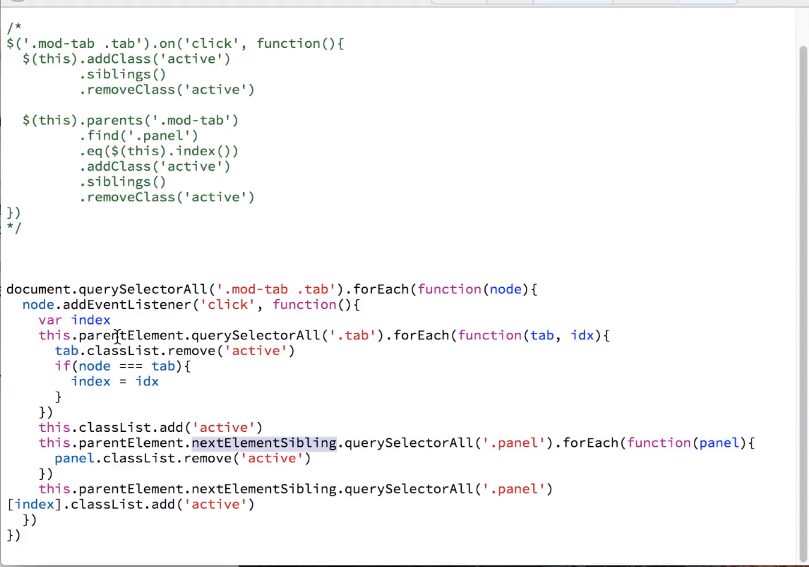 /*
$('.mod-tab .tab').on('click', function(){
  $(this).addClass('active')
         .siblings()
         .removeClass('active')

  $(this).parents('.mod-tab')
         .find('.panel')
         .eq($(this).index())
         .addClass('active')
         .siblings()
         .removeClass('active')
})
*/

document.querySelectorAll('.mod-tab .tab').forEach(function(node){
  node.addEventListener('click', function(){
    var index
    this.parentElement.querySelectorAll('.tab').forEach(function(tab, idx){
      tab.classList.remove('active')
      if(node === tab){
        index = idx
      }
    })
    this.classList.add('active')
    this.parentElement.nextElementSibling.querySelectorAll('.panel').forEach(function(panel){
      panel.classList.remove('active')
    })
    this.parentElement.nextElementSibling.querySelectorAll('.panel')
[index].classList.add('active')
  })
})